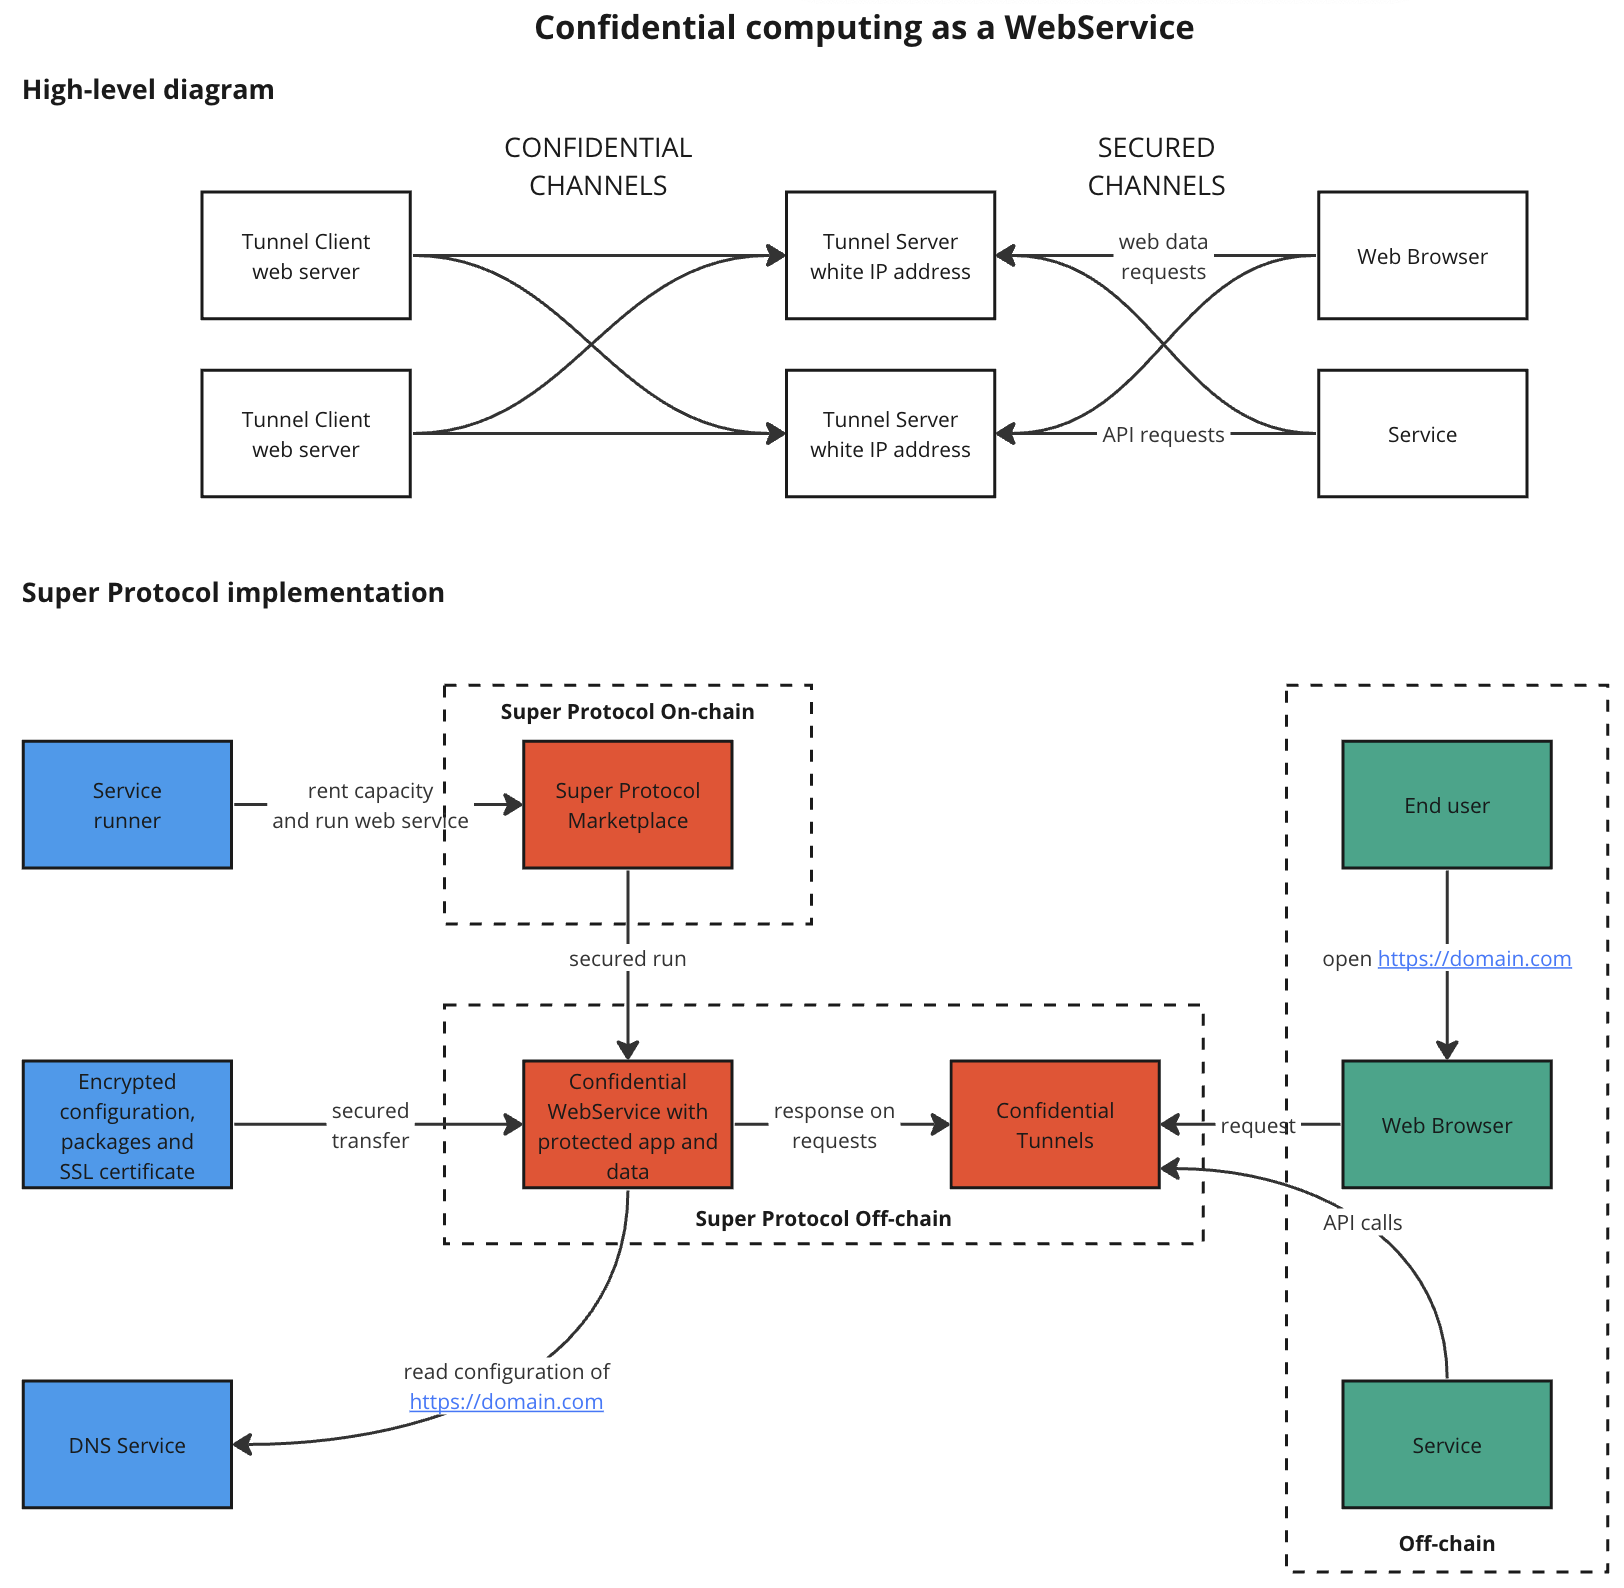 Confidential computing as a WebService
High-level diagram
CONFIDENTIAL
CHANNELS
SECURED
CHANNELS
Tunnel Client
web server
Tunnel Server
white IP address
web data
requests
Web Browser
Tunnel Client
web server
Tunnel Server
white IP address
API requests
Service
Super Protocol implementation
Super Protocol On-chain
Service
runner
rent capacity
and run web service
Super Protocol
Marketplace
End user
secured run
open https://domain.com
Encrypted
configuration,
packages and
SSL certificate
secured
transfer
Confidential
WebService with
protected app and
data
response on
requests
Confidential
Tunnels
request
Web Browser
Super Protocol Off-chain
API calls
read configuration of
https://domain.com
DNS Service
Service
Off-chain